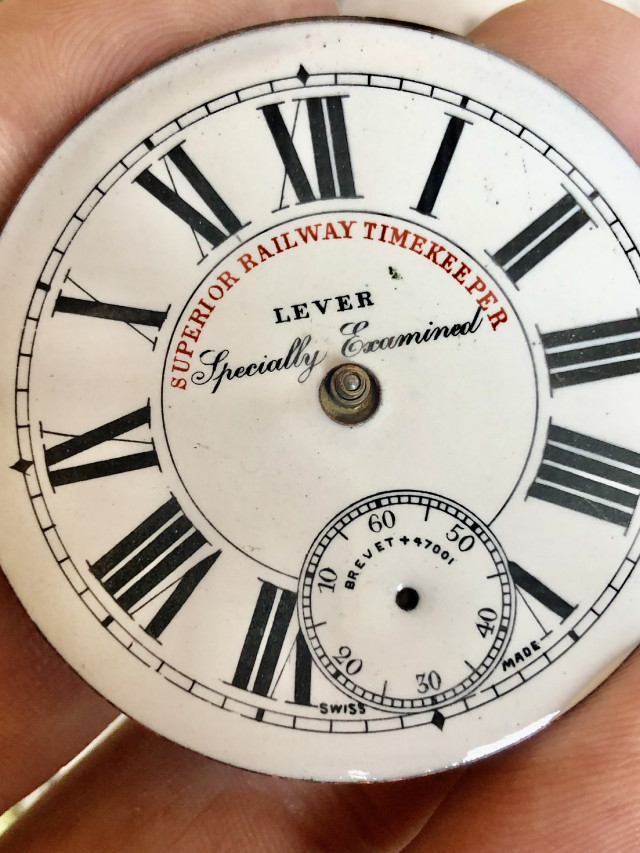 XII
I
II
III
IIII
V
VII
VIII
IX
X
XI
SUPERIOR RAILWAY TIMEKEEPER
LEVER
Specially Examined
60
50
40
30
20
10
BREVET + 47001
SWISS MADE